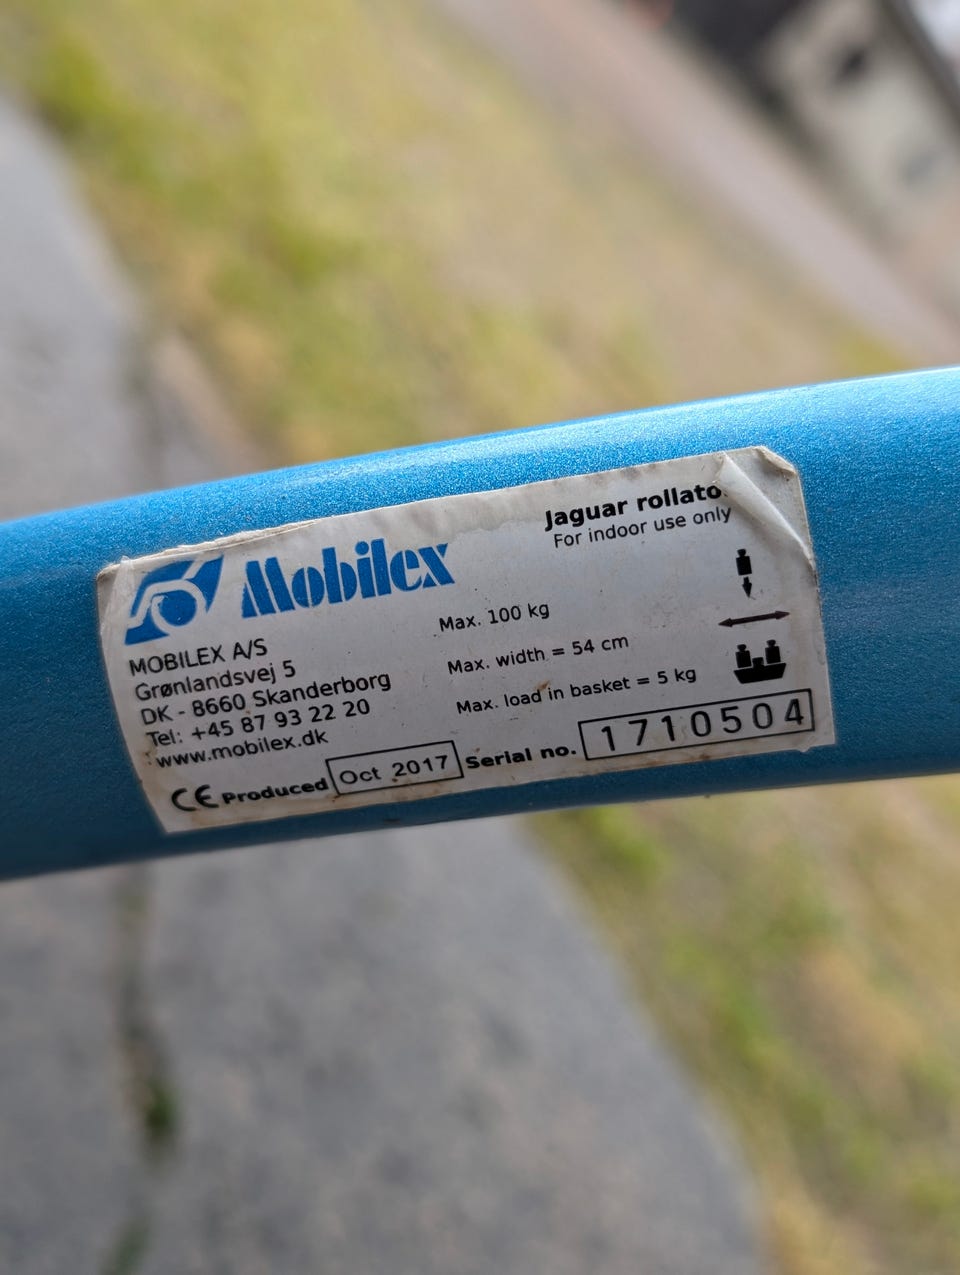 Mobilex
MOBILEX A/S
Grønlandsvej 5
DK - 8660 Skanderborg
Tel: +45 87 93 22 20
www.mobilex.dk
CE Produced Oct 2017 Serial no. 1710504
Jaguar rollato
For indoor use only
Max. 100 kg
Max. width = 54 cm
Max. load in basket = 5 kg